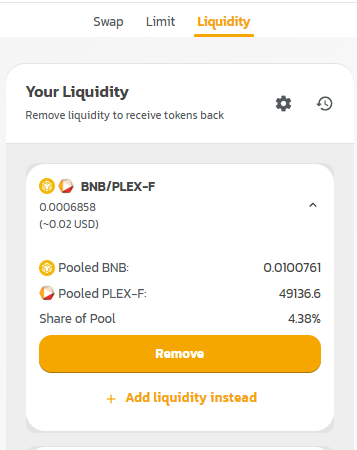 Swap Limit Liquidity
Your Liquidity
Remove liquidity to receive tokens back
BNB/PLEX-F
0.0006858
(~0.02 USD)
Pooled BNB: 0.0100761
Pooled PLEX-F: 49136.6
Share of Pool 4.38%
Remove
+ Add liquidity instead